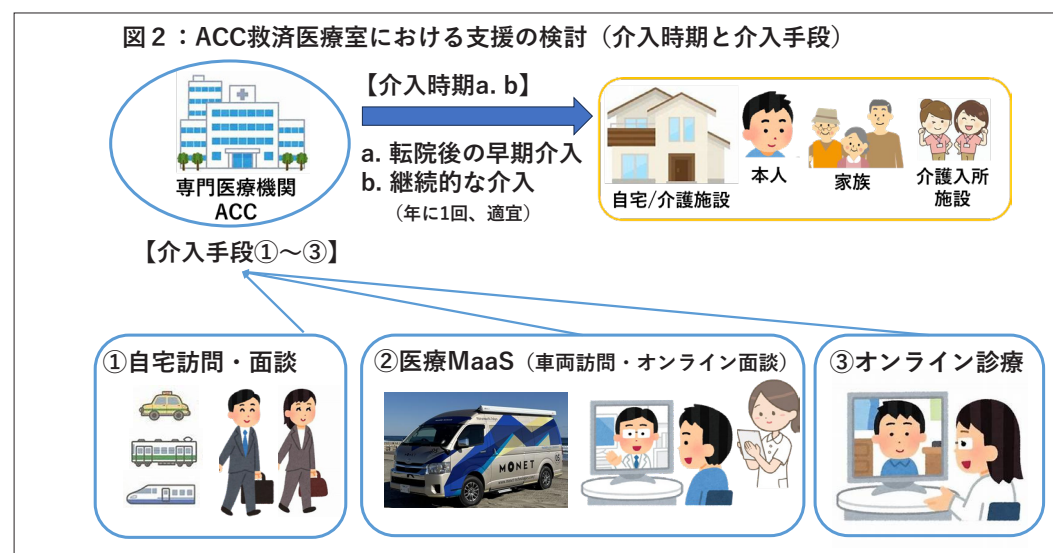 図２：ACC救済医療室における支援の検討（介入時期と介入手段）
【介入時期a. b】
a. 転院後の早期介入
b. 継続的な介入
（年に1回、適宜）
専門医療機関
ACC
自宅/介護施設
本人
家族
介護入所
施設
【介入手段①～③】
①自宅訪問・面談
②医療MaaS（車両訪問・オンライン面談）
③オンライン診療
MONET